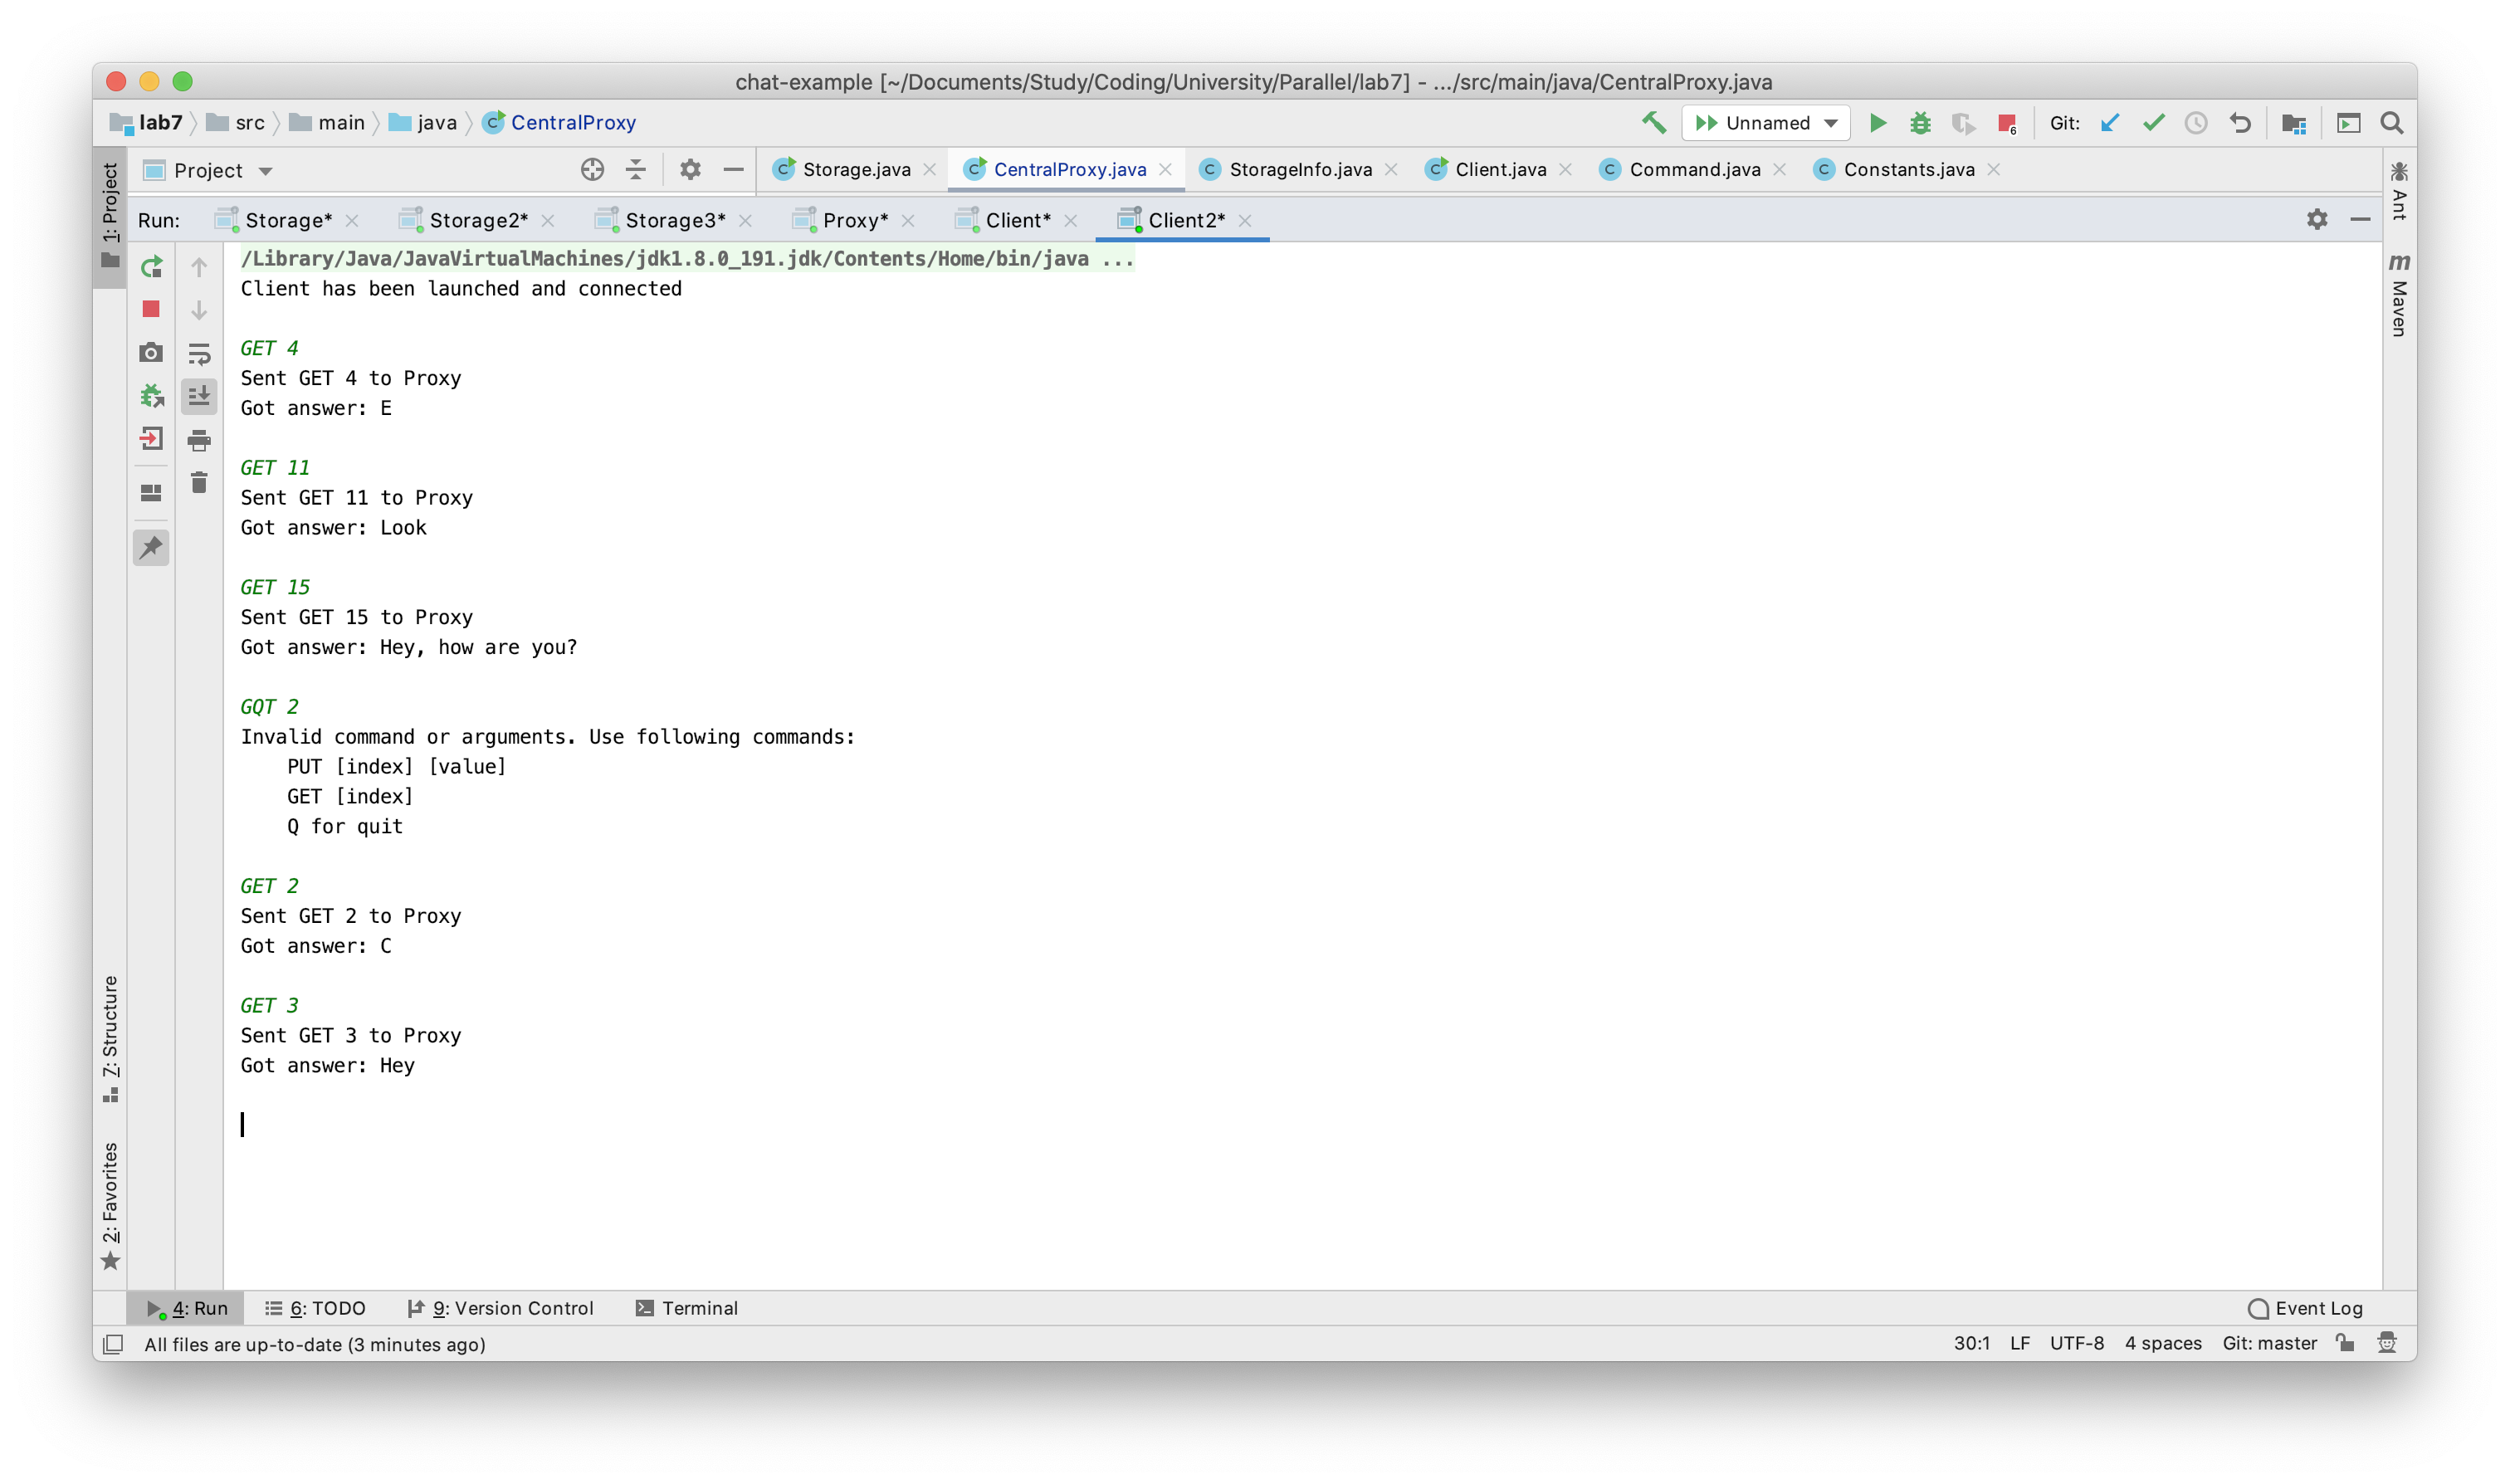 chat-example [~/Documents/Study/Coding/University/Parallel/lab7] - .../src/main/java/CentralProxy.java
lab7 src main java CentralProxy Unnamed 6 Git:
Project Storage.java CentralProxy.java StorageInfo.java Client.java Command.java Constants.java
Run: Storage* Storage2* Storage3* Proxy* Client* Client2*
/Library/Java/JavaVirtualMachines/jdk1.8.0_191.jdk/Contents/Home/bin/java ...
Client has been launched and connected
GET 4
Sent GET 4 to Proxy
Got answer: E
GET 11
Sent GET 11 to Proxy
Got answer: Look
GET 15
Sent GET 15 to Proxy
Got answer: Hey, how are you?
GQT 2
Invalid command or arguments. Use following commands:
PUT [index] [value]
GET [index]
Q for quit
GET 2
Sent GET 2 to Proxy
Got answer: C
GET 3
Sent GET 3 to Proxy
Got answer: Hey
1: Project
7: Structure
2: Favorites
Ant
m Maven
4: Run 6: TODO 9: Version Control Terminal Event Log
All files are up-to-date (3 minutes ago) 30:1 LF UTF-8 4 spaces Git: master